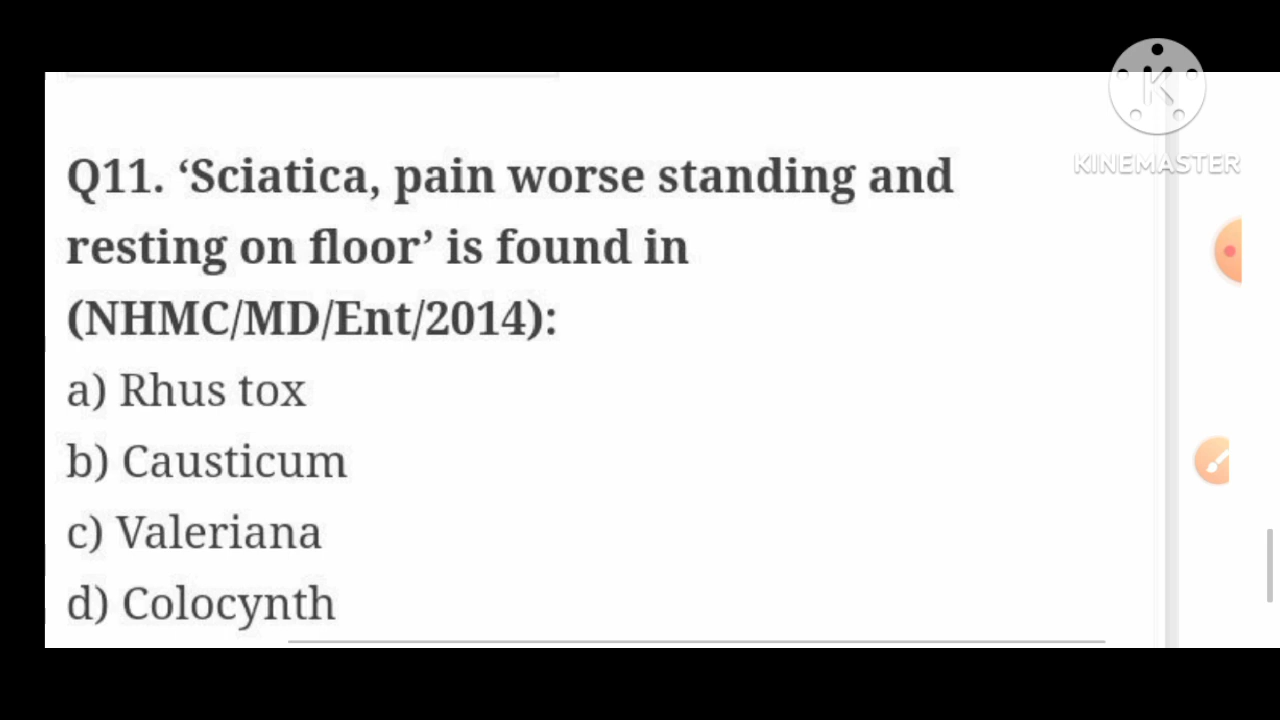 K
KINEMASTER
Q11. ‘Sciatica, pain worse standing and
resting on floor’ is found in
(NHMC/MD/Ent/2014):
a) Rhus tox
b) Causticum
c) Valeriana
d) Colocynth